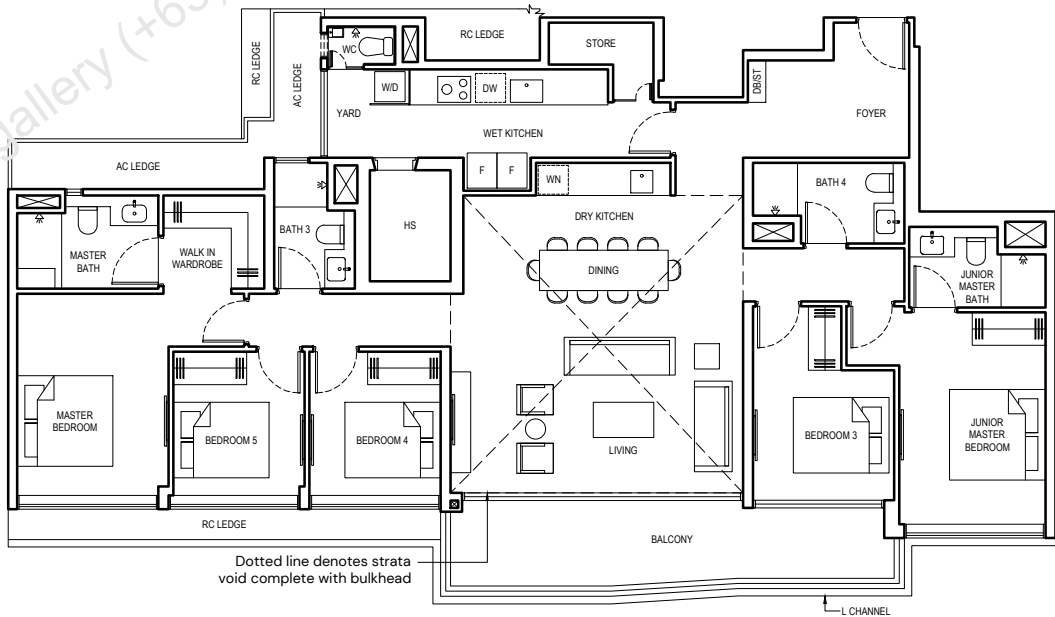 gallery (+65)
RC LEDGE
AC LEDGE
WC
RC LEDGE
STORE
W/D
DW
DB/ST
YARD
WET KITCHEN
FOYER
AC LEDGE
F
F
WN
BATH 4
MASTER
BATH
WALK IN
WARDROBE
BATH 3
HS
DRY KITCHEN
DINING
JUNIOR
MASTER
BATH
MASTER
BEDROOM
BEDROOM 5
BEDROOM 4
LIVING
BEDROOM 3
JUNIOR
MASTER
BEDROOM
RC LEDGE
BALCONY
Dotted line denotes strata
void complete with bulkhead
L CHANNEL